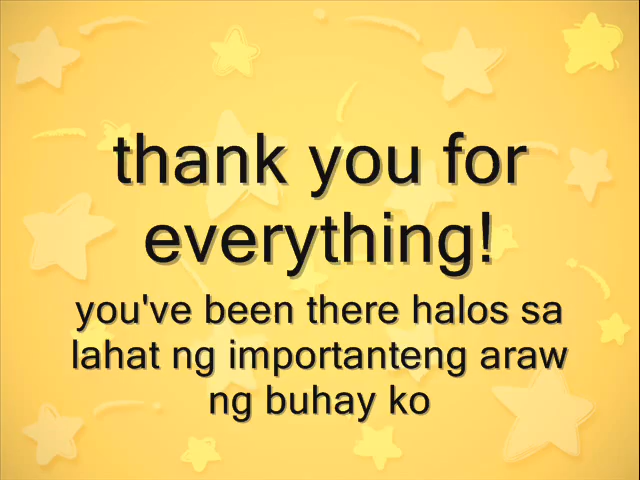 thank you for
everything!
you've been there halos sa
lahat ng importanteng araw
ng buhay ko